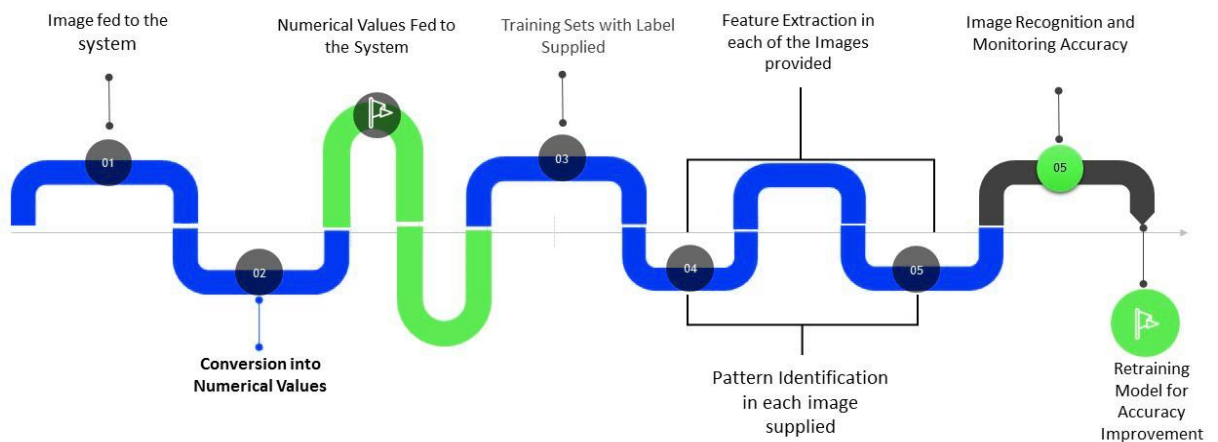 Image fed to the
system
Numerical Values Fed to
the System
Training Sets with Label
Supplied
Feature Extraction in
each of the Images
provided
Image Recognition and
Monitoring Accuracy
01
02
03
04
05
05
Conversion into
Numerical Values
Pattern Identification
in each image
supplied
Retraining
Model for
Accuracy
Improvement